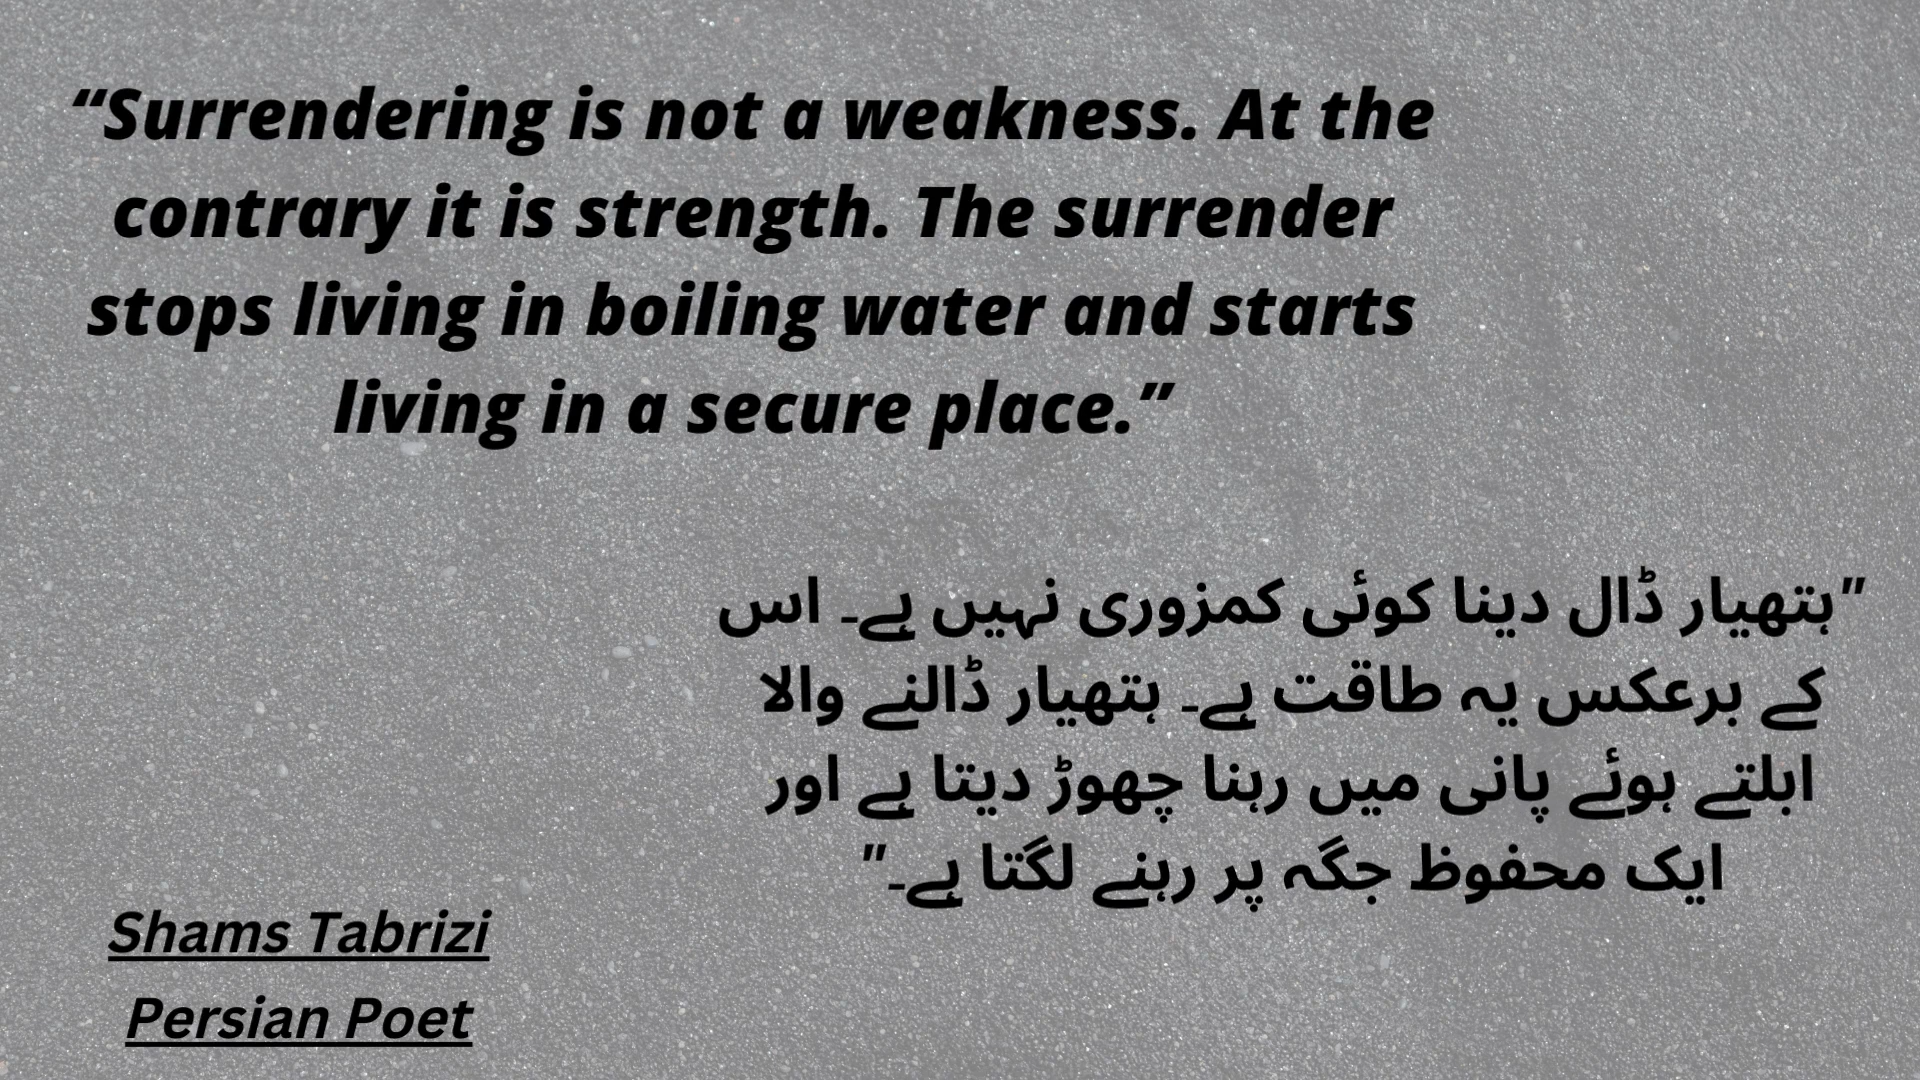 “Surrendering is not a weakness. At the
contrary it is strength. The surrender
stops living in boiling water and starts
living in a secure place.”
"ہتھیار ڈال دینا کوئی کمزوری نہیں ہے۔ اس
کے برعکس یہ طاقت ہے۔ ہتھیار ڈالنے والا
ابلتے ہوئے پانی میں رہنا چھوڑ دیتا ہے اور
ایک محفوظ جگہ پر رہنے لگتا ہے۔"
Shams Tabrizi
Persian Poet